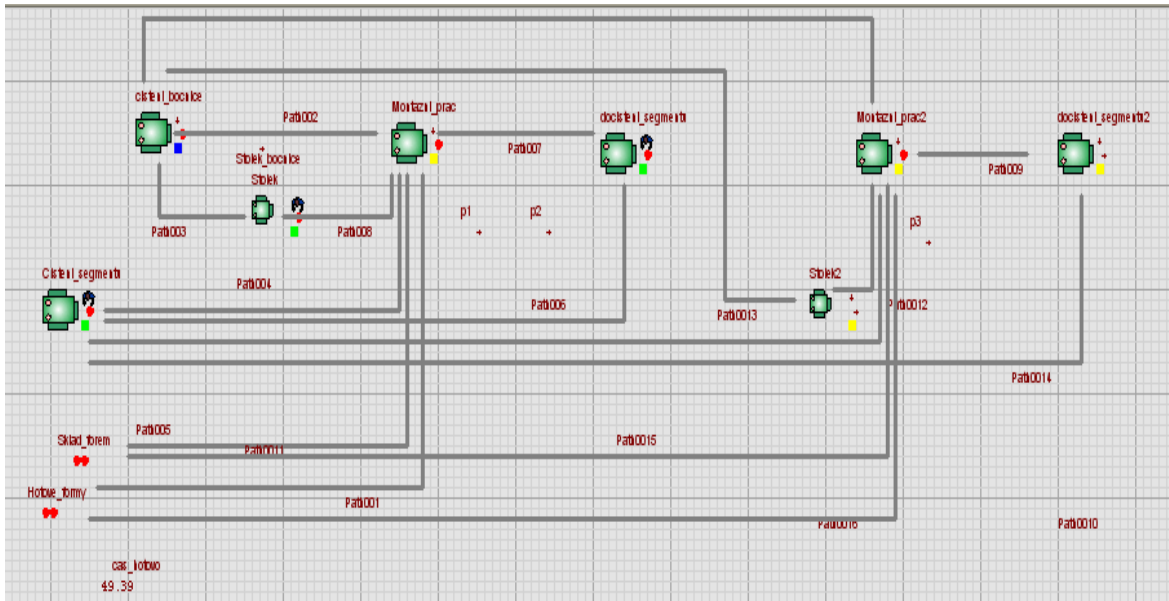 cisteni_bocnice
Path002
Montazni_prac
Path007
docisteni_segmentu
Montazni_prac2
docisteni_segmentu2
Path009
Stolek_bocnice
Stolek
Path003
Path008
p1
p2
p3
Cisteni_segmentu
Path004
Path006
Path0013
Stolek2
Path0012
Path0014
Path005
Sklad_forem
Path0011
Path0015
Hotove_formy
Path001
Path0016
Path0010
cas_hotovo
49.39